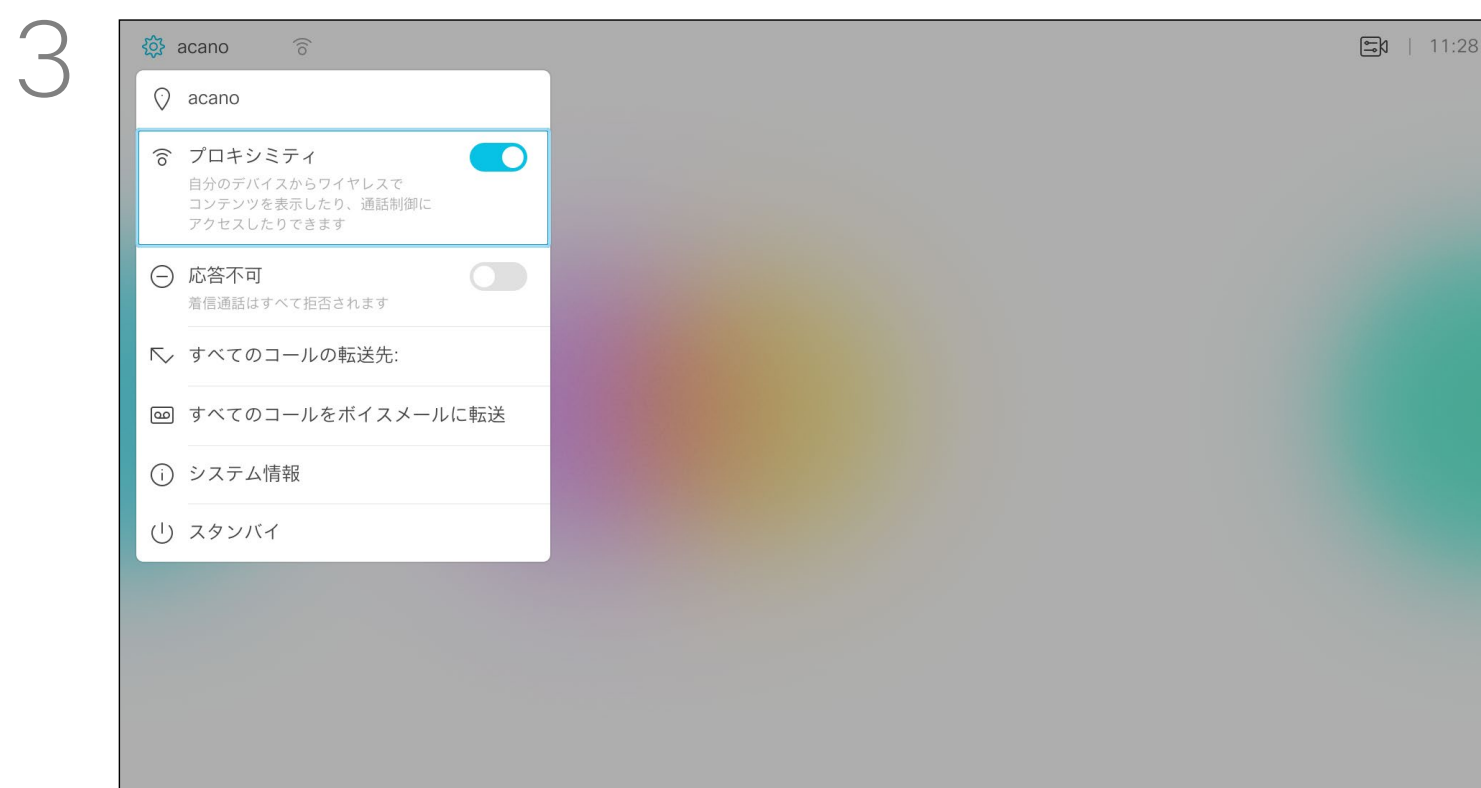 3
acano
11:28
acano
プロキシミティ
自分のデバイスからワイヤレスで
コンテンツを表示したり、通話制御に
アクセスしたりできます
応答不可
着信通話はすべて拒否されます
すべてのコールの転送先:
すべてのコールをボイスメールに転送
システム情報
スタンバイ